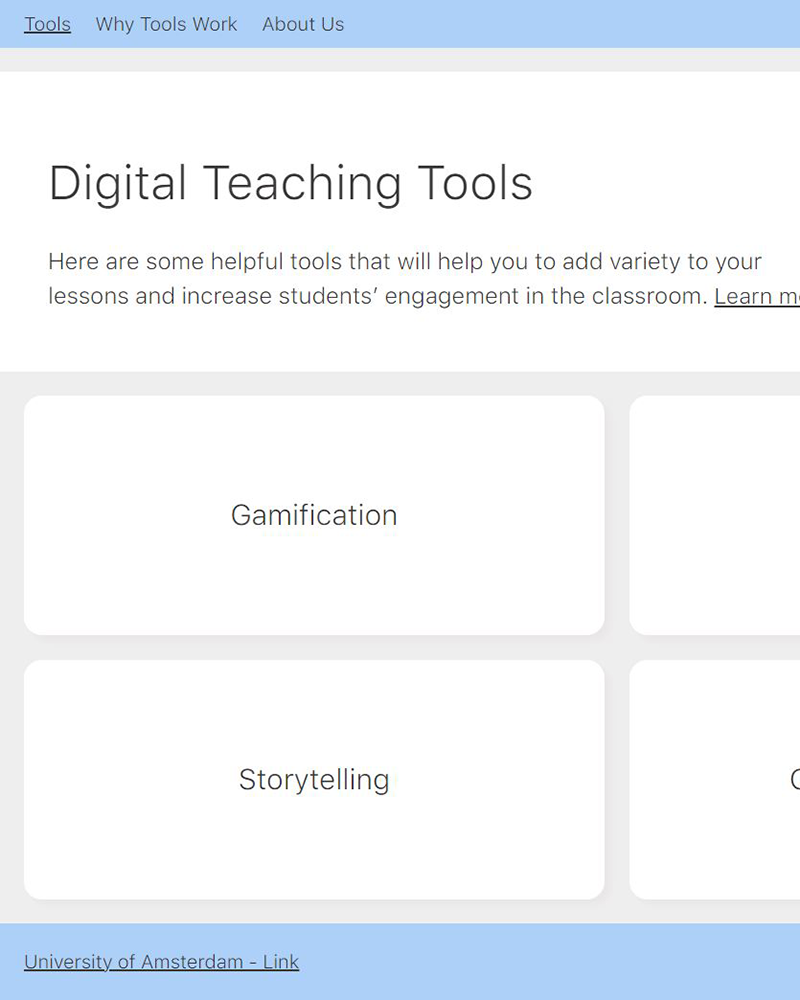 Tools Why Tools Work About Us
Digital Teaching Tools
Here are some helpful tools that will help you to add variety to your
lessons and increase students’ engagement in the classroom. Learn
Gamification
Storytelling
University of Amsterdam - Link